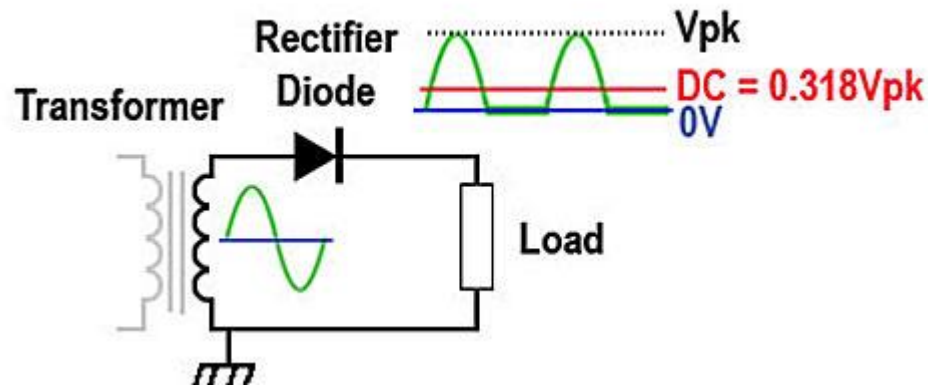 Rectifier
Diode
Transformer
Vpk
DC = 0.318Vpk
0V
Load